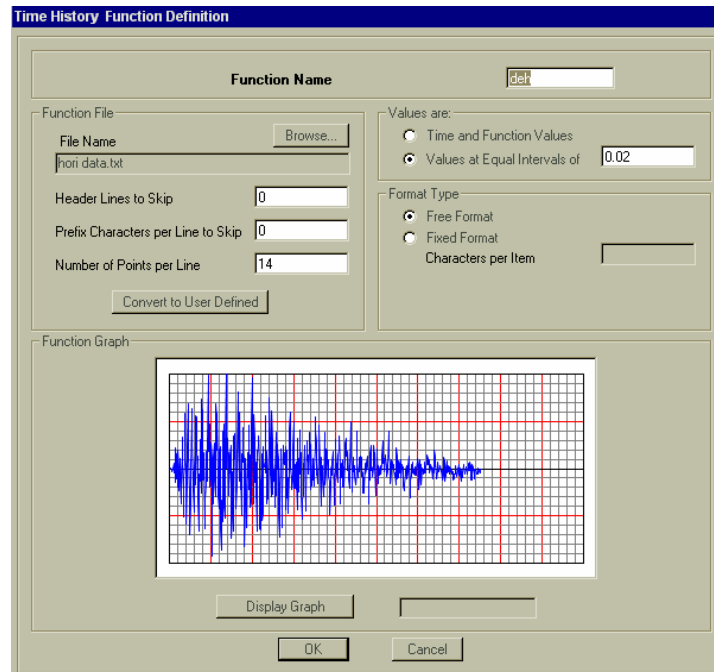 Time History Function Definition
Function Name
deh
Function File
File Name
Browse...
hori data.txt
Header Lines to Skip
0
Prefix Characters per Line to Skip
0
Number of Points per Line
14
Convert to User Defined
Values are:
Time and Function Values
Values at Equal Intervals of
0.02
Format Type
Free Format
Fixed Format
Characters per Item
Function Graph
Display Graph
OK
Cancel